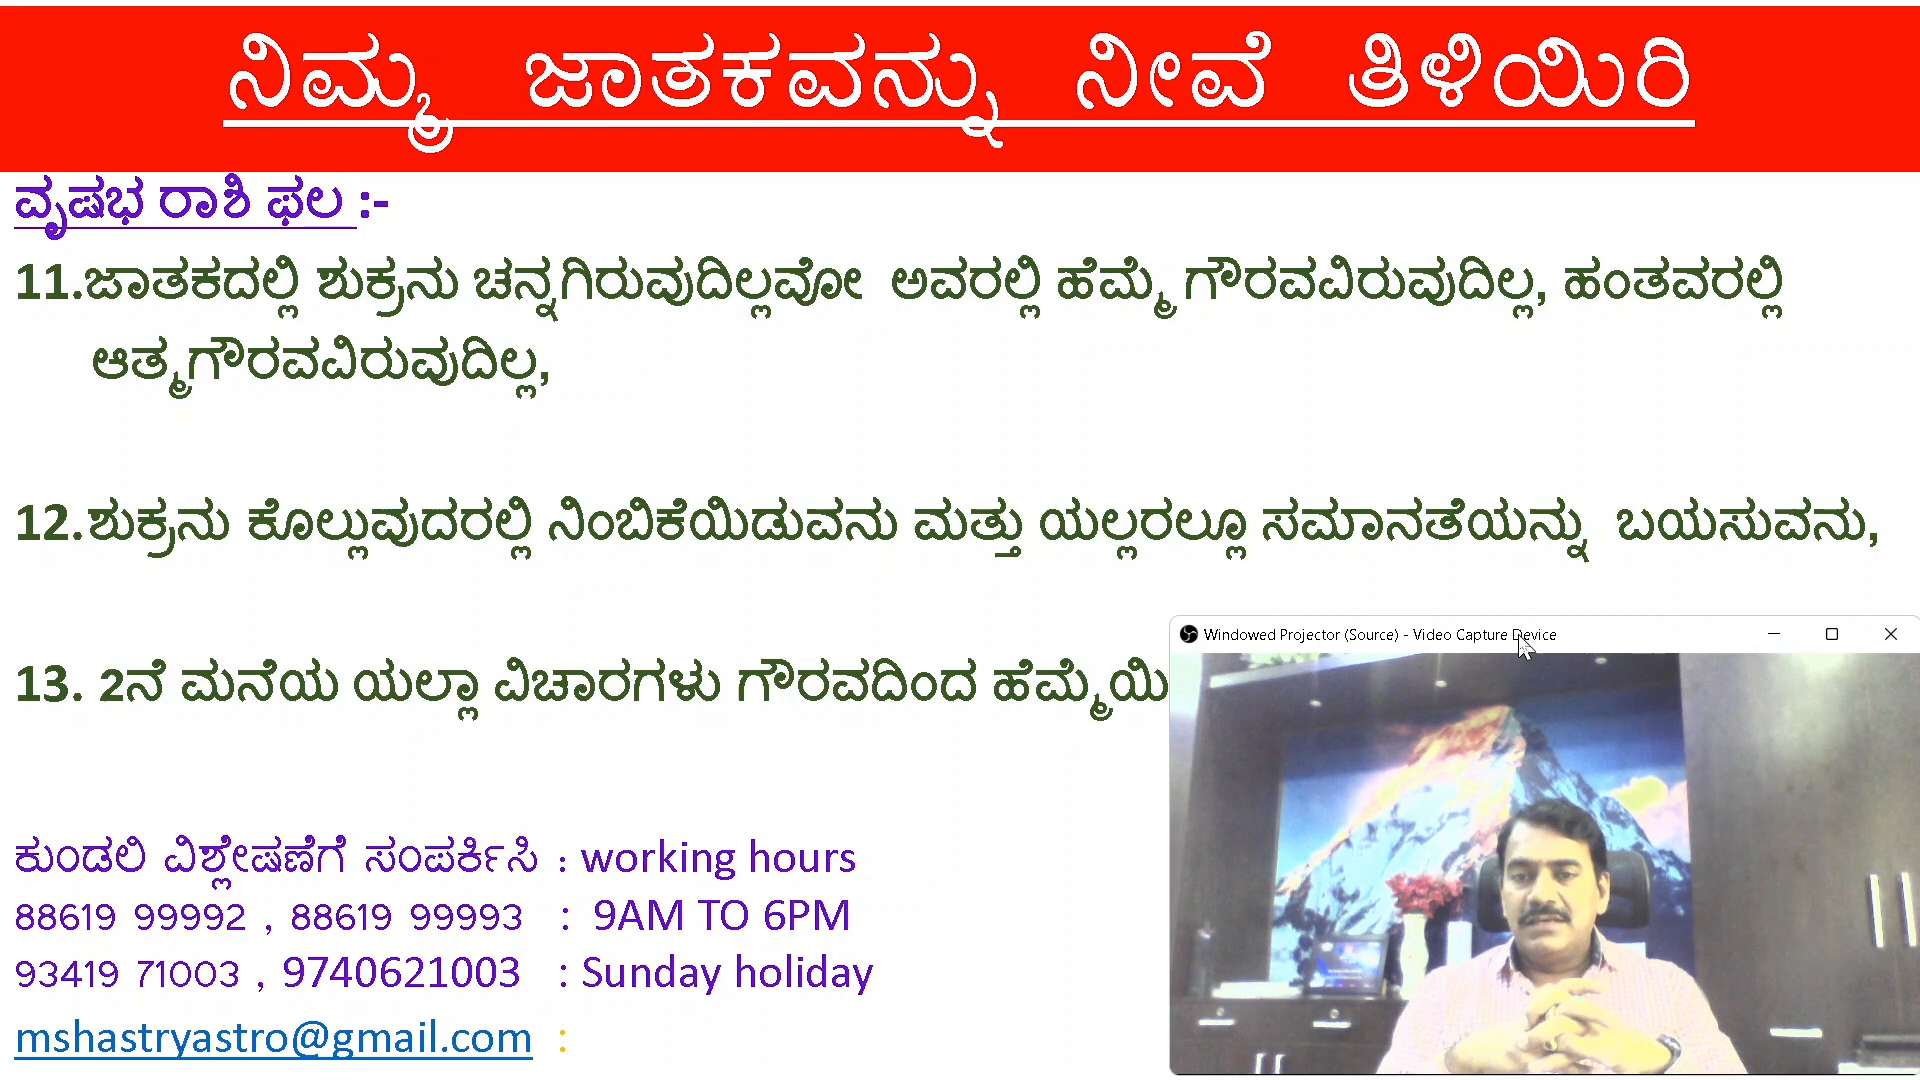 ನಿಮ್ಮ ಜಾತಕವನ್ನು ನೀವೆ ತಿಳಿಯಿರಿ
ವೃಷಭ ರಾಶಿ ಫಲ :-
11.ಜಾತಕದಲ್ಲಿ ಶುಕ್ರನು ಚನ್ನಗಿರುವುದಿಲ್ಲವೋ ಅವರಲ್ಲಿ ಹೆಮ್ಮೆ ಗೌರವವಿರುವುದಿಲ್ಲ, ಹಂತವರಲ್ಲಿ
ಆತ್ಮಗೌರವವಿರುವುದಿಲ್ಲ,
12.ಶುಕ್ರನು ಕೊಲ್ಲುವುದರಲ್ಲಿ ನಿಂಬಿಕೆಯಿಡುವನು ಮತ್ತು ಯಲ್ಲರಲ್ಲೂ ಸಮಾನತೆಯನ್ನು ಬಯಸುವನು,
Windowed Projector (Source) - Video Capture Device
13. 2ನೆ ಮನೆಯ ಯಲ್ಲಾ ವಿಚಾರಗಳು ಗೌರವದಿಂದ ಹೆಮ್ಮೆಯಿ
ಕುಂಡಲಿ ವಿಶ್ಲೇಷಣೆಗೆ ಸಂಪರ್ಕಿಸಿ : working hours
88619 99992 , 88619 99993 : 9AM TO 6PM
93419 71003 , 9740621003 : Sunday holiday
mshastryastro@gmail.com :